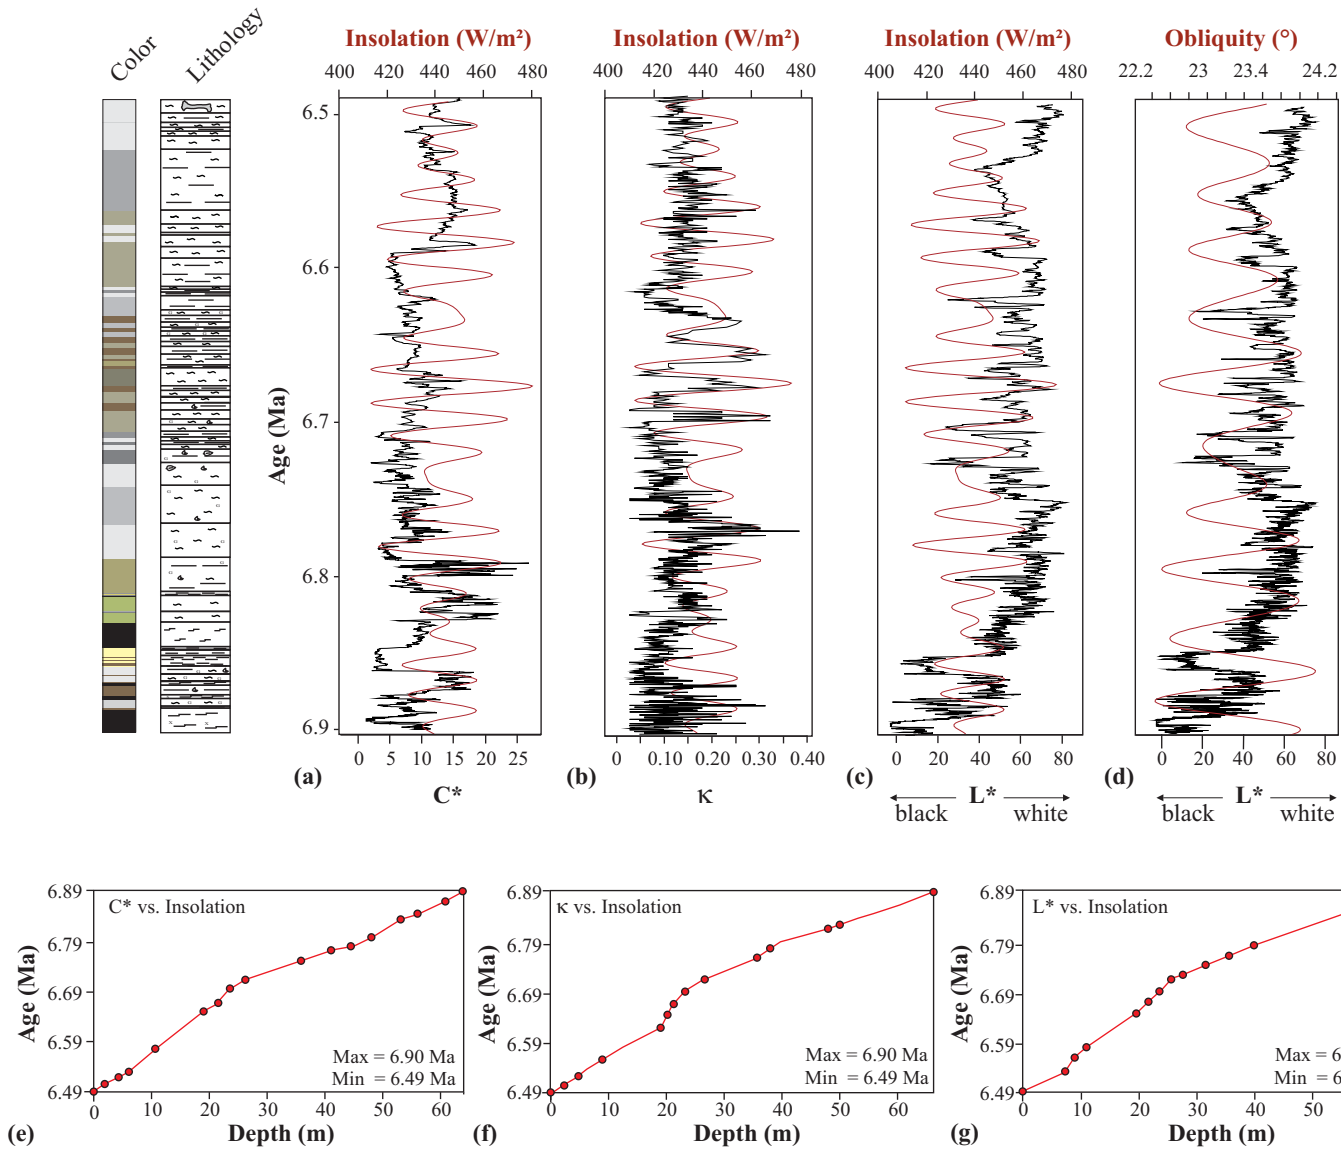 Color
Lithology
Insolation (W/m²)
Insolation (W/m²)
Insolation (W/m²)
Obliquity (°)
400 420 440 460 480
400 420 440 460 480
400 420 440 460 480
22.2 23 23.4 24.2
6.5
6.6
6.7
6.8
6.9
Age (Ma)
Age (Ma)
0 5 10 20 25
0 0.10 0.20 0.30 0.40
0 20 40 60 80
0 20 40 60 80
(a) C*
(b) κ
(c) L*
black white
(d) L*
black white
6.89
6.79
6.69
6.59
6.49
Age (Ma)
C* vs. Insolation
Max = 6.90 Ma
Min = 6.49 Ma
0 10 20 30 40 50 60
(e) Depth (m)
6.89
6.79
6.69
6.59
6.49
Age (Ma)
κ vs. Insolation
Max = 6.90 Ma
Min = 6.49 Ma
0 20 40 60
(f) Depth (m)
6.89
6.79
6.69
6.59
6.49
Age (Ma)
L* vs. Insolation
Max = 6
Min = 6
0 10 20 30 40 50
(g) Depth (m)